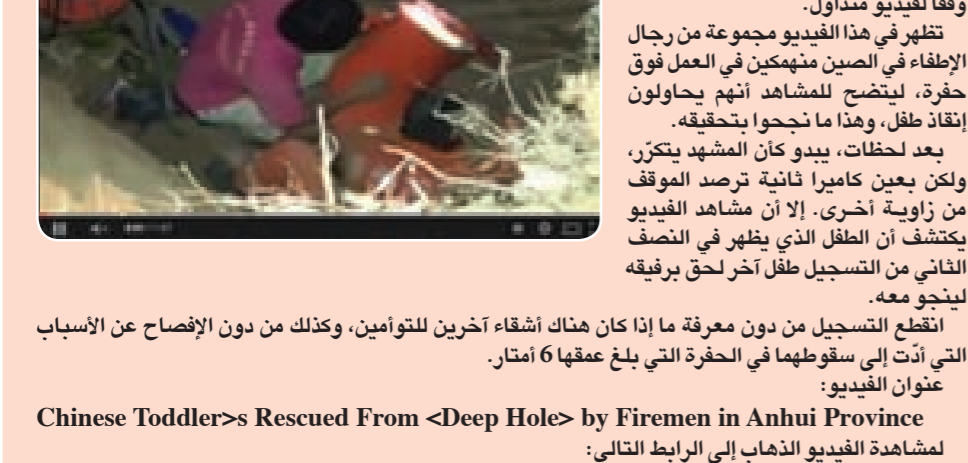 وفقاً لفيديو متداول.
تظهر في هذا الفيديو مجموعة من رجال
الإطفاء في الصين منهمكين في العمل فوق
حفرة، ليتضح للمشاهد أنهم يحاولون
إنقاذ طفل، وهذا ما نجحوا بتحقيقه.
بعد لحظات، يبدو كأن المشهد يتكرّر،
ولكن بعين كاميرا ثانية ترصد الموقف
من زاوية أخرى. إلا أن مشاهد الفيديو
يكتشف أن الطفل الذي يظهر في النصف
الثاني من التسجيل طفل آخر لحق برفيقه
لينجو معه.
انقطع التسجيل من دون معرفة ما إذا كان هناك أشقاء آخرين للتوأمين، وكذلك من دون الإفصاح عن الأسباب
التي أدّت إلى سقوطهما في الحفرة التي بلغ عمقها 6 أمتار.
عنوان الفيديو:
Chinese Toddler>s Rescued From <Deep Hole> by Firemen in Anhui Province
لمشاهدة الفيديو الذهاب إلى الرابط التالي: